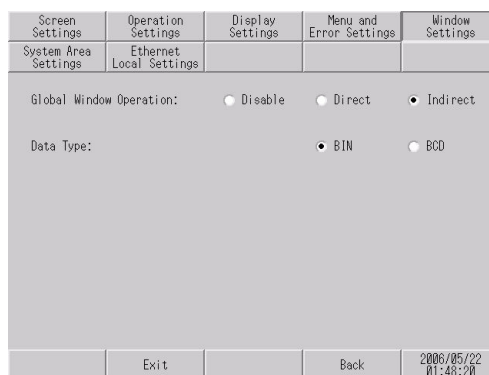 Screen Settings
Operation Settings
Display Settings
Menu and Error Settings
Window Settings
System Area Settings
Ethernet Local Settings
Global Window Operation: Disable Direct Indirect
Data Type: BIN BCD
Exit
Back
2006/05/22
01:48:20